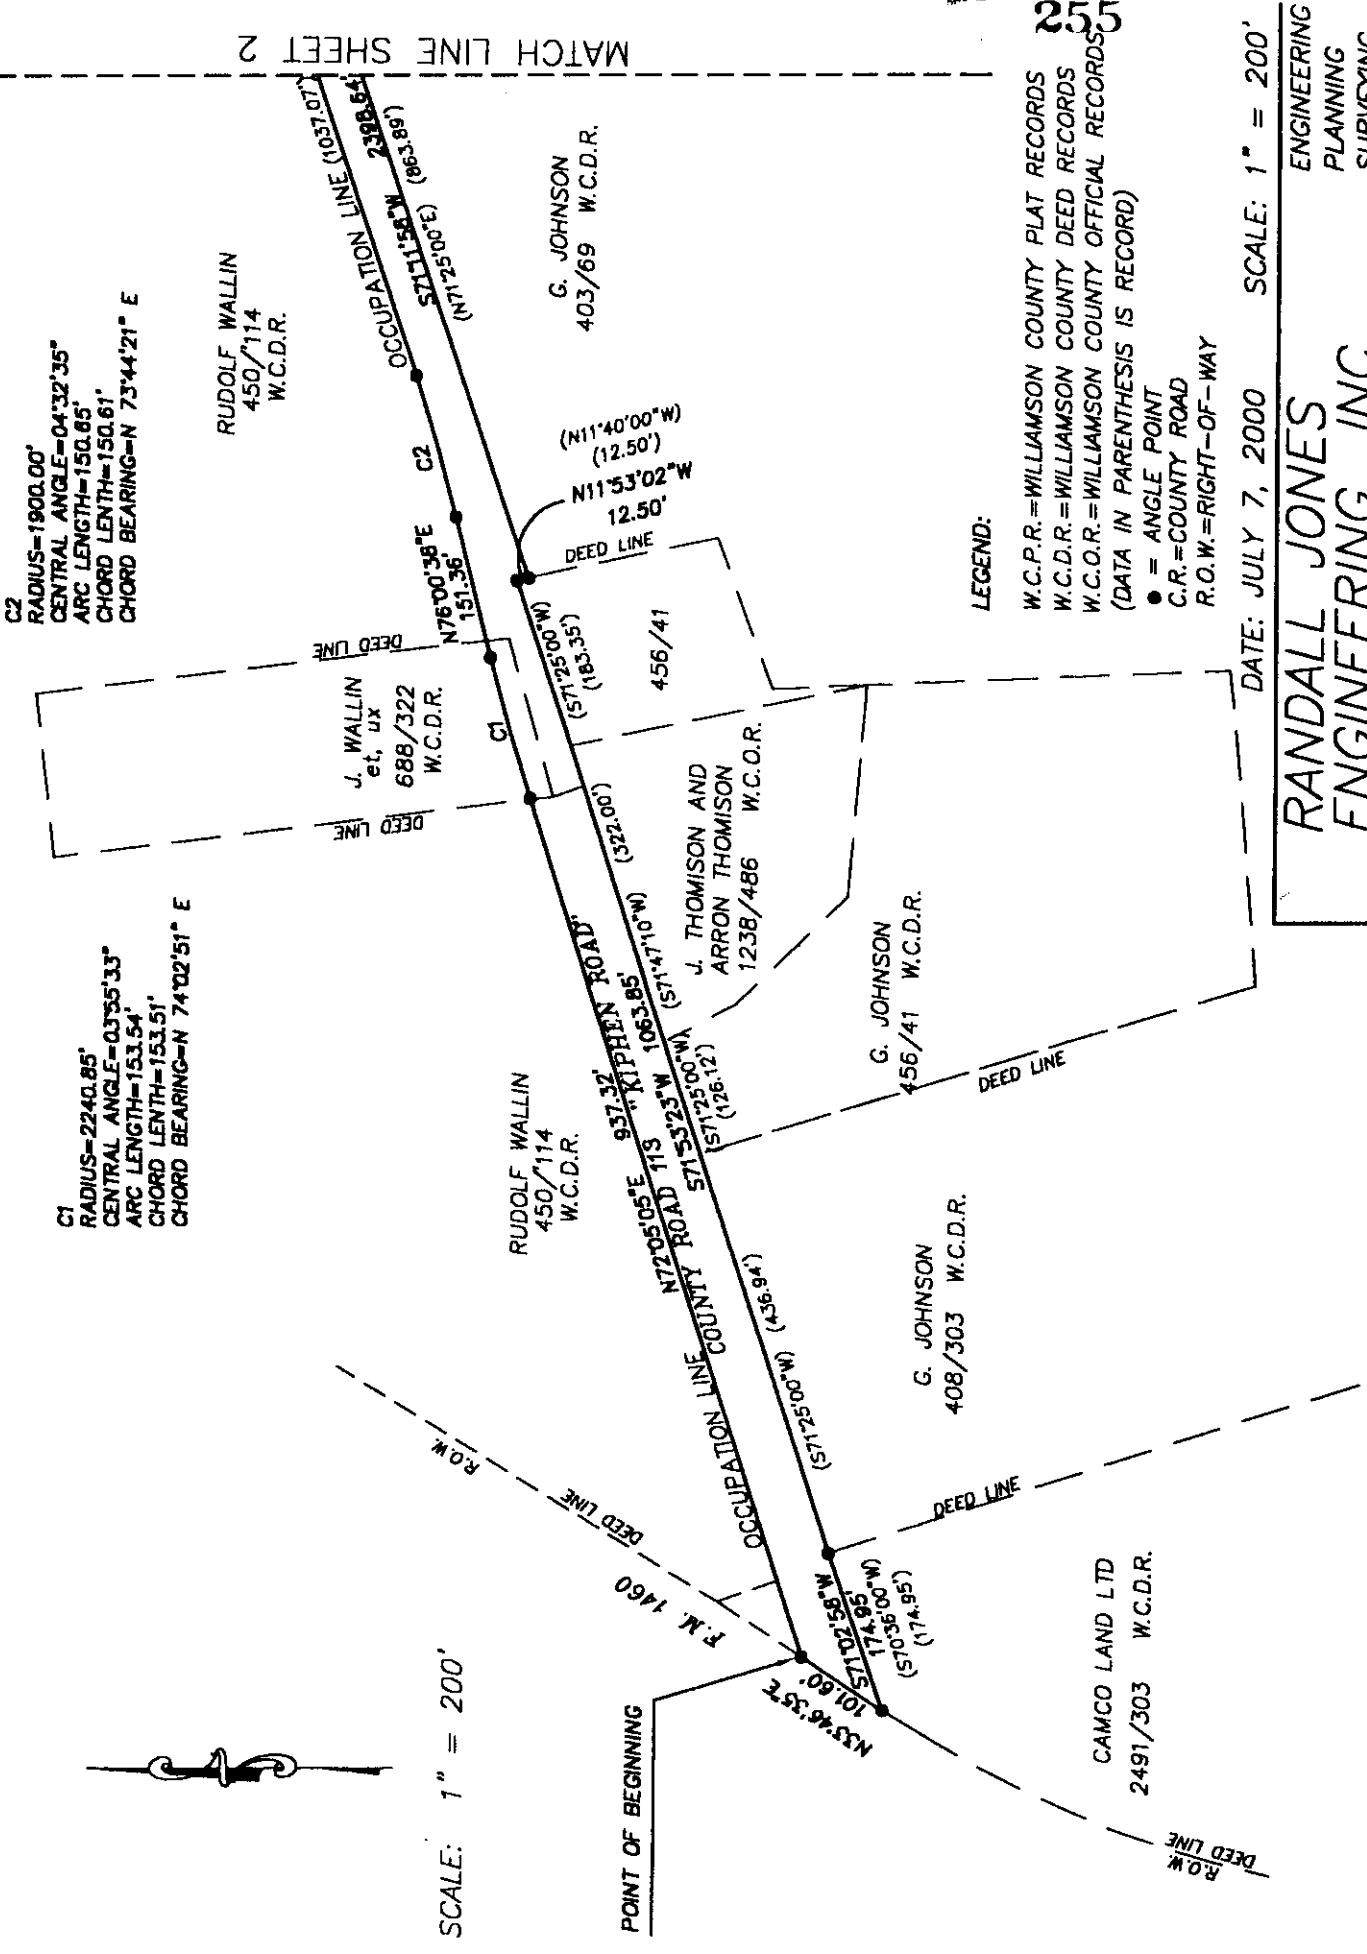 C2
RADIUS=1900.00'
CENTRAL ANGLE=04°32'35"
ARC LENGTH=150.85'
CHORD LENTH=150.61'
CHORD BEARING=N 73°44'21" E
C1
RADIUS=2240.85'
CENTRAL ANGLE=03°55'33"
ARC LENGTH=153.54'
CHORD LENTH=153.51'
CHORD BEARING=N 74°02'51" E
MATCH LINE SHEET 2
SCALE: 1" = 200'
POINT OF BEGINNING
F.M. 1460
R.O.W.
DEED LINE
N33°46'35"E
101.60'
S71°02'58"W
174.95'
(S70°36'00"W)
(174.95')
R.O.W.
DEED LINE
CAMCO LAND LTD
2491/303 W.C.D.R.
DEED LINE
OCCUPATION LINE
COUNTY ROAD 113 "KIPHEN ROAD"
N72°05'05"E 937.32'
S71°53'23"W 1063.85'
(S71°25'00"W) (436.94')
(S71°25'00"W)
(126.12')
(S71°47'10"W) (322.00')
(S71°25'00"W)
(183.35')
RUDOLF WALLIN
450/114
W.C.D.R.
G. JOHNSON
408/303 W.C.D.R.
DEED LINE
G. JOHNSON
456/41 W.C.D.R.
J. THOMISON AND
ARRON THOMISON
1238/486 W.C.O.R.
456/41
DEED LINE
DEED LINE
J. WALLIN
et, ux
688/322
W.C.D.R.
DEED LINE
C1
N76°00'38"E
151.36'
C2
N11°53'02"W
12.50'
(N11°40'00"W)
(12.50')
RUDOLF WALLIN
450/114
W.C.D.R.
OCCUPATION LINE (1037.07')
S71°11'58"W 2398.64'
(N71°25'00"E) (863.89')
G. JOHNSON
403/69 W.C.D.R.
255
LEGEND:
W.C.P.R.=WILLIAMSON COUNTY PLAT RECORDS
W.C.D.R.=WILLIAMSON COUNTY DEED RECORDS
W.C.O.R.=WILLIAMSON COUNTY OFFICIAL RECORDS
(DATA IN PARENTHESIS IS RECORD)
● = ANGLE POINT
C.R.=COUNTY ROAD
R.O.W.=RIGHT-OF-WAY
DATE: JULY 7, 2000 SCALE: 1" = 200'
RANDALL JONES
ENGINEERING INC.
ENGINEERING
PLANNING
SURVEYING